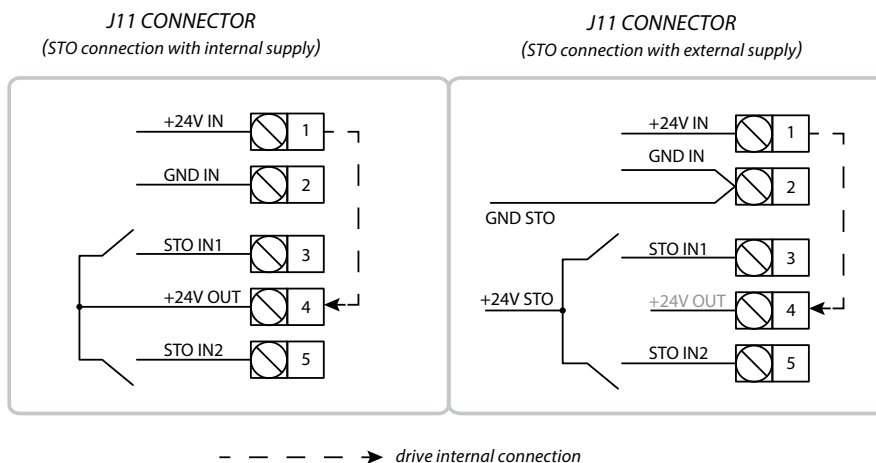 J11 CONNECTOR
(STO connection with internal supply)
+24V IN
1
GND IN
2
STO IN1
3
+24V OUT
4
STO IN2
5
J11 CONNECTOR
(STO connection with external supply)
+24V IN
1
GND IN
2
GND STO
STO IN1
3
+24V STO
+24V OUT
4
STO IN2
5
drive internal connection